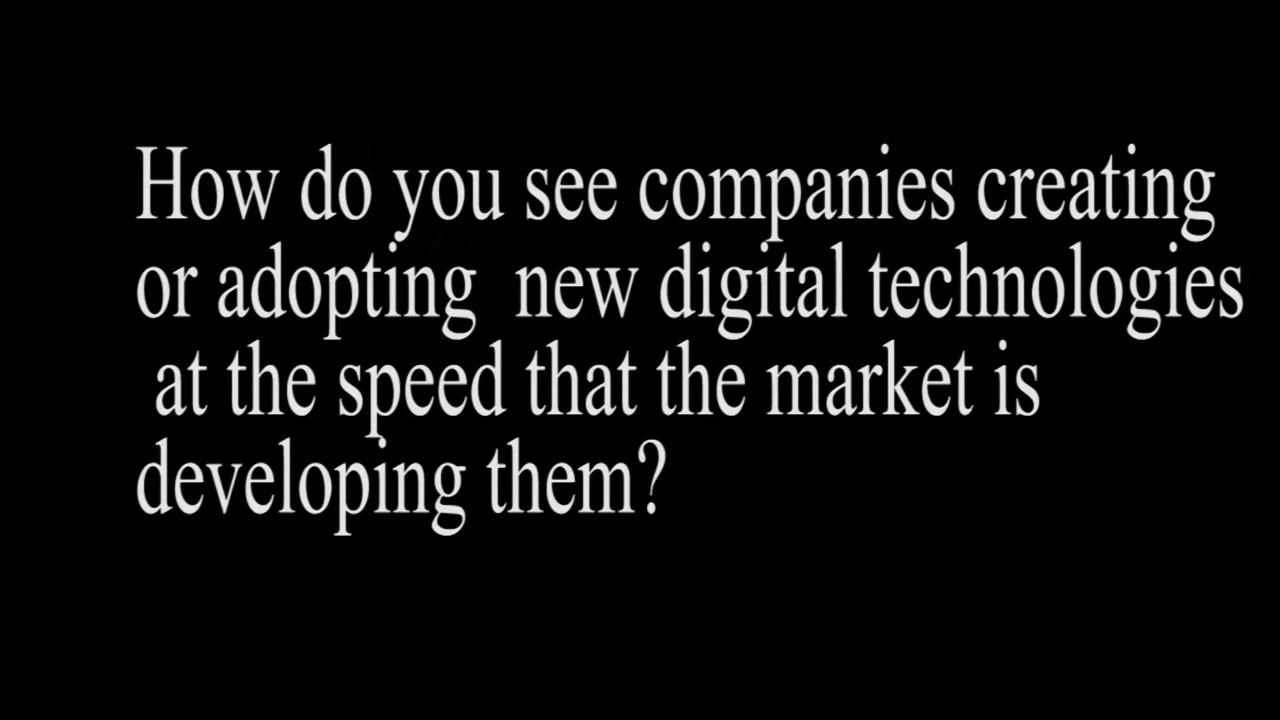 How do you see companies creating
or adopting  new digital technologies
at the speed that the market is
developing them?